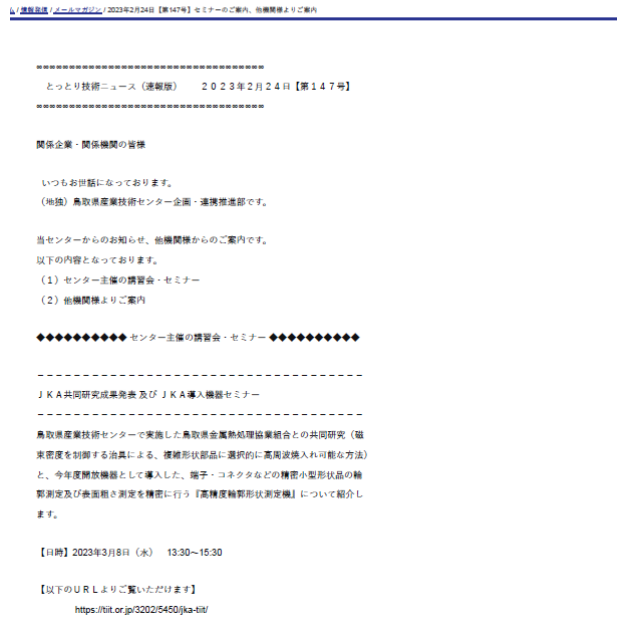 ム / 情報発信 / メールマガジン / 2023年2月24日【第147号】セミナーのご案内、他機関様よりご案内
==================================
とっとり技術ニュース（速報版）　　２０２３年２月２４日【第１４７号】
==================================
関係企業・関係機関の皆様
いつもお世話になっております。
（地独）鳥取県産業技術センター企画・連携推進部です。
当センターからのお知らせ、他機関様からのご案内です。
以下の内容となっております。
（１）センター主催の講習会・セミナー
（２）他機関様よりご案内
◆◆◆◆◆◆◆◆◆◆ センター主催の講習会・セミナー ◆◆◆◆◆◆◆◆◆◆
－－－－－－－－－－－－－－－－－－－－－－－－－－－－－－
ＪＫＡ共同研究成果発表 及び ＪＫＡ導入機器セミナー
－－－－－－－－－－－－－－－－－－－－－－－－－－－－－－
鳥取県産業技術センターで実施した鳥取県金属熱処理協業組合との共同研究（磁
束密度を制御する治具による、複雑形状部品に選択的に高周波焼入れ可能な方法）
と、今年度開放機器として導入した、端子・コネクタなどの精密小型形状品の輪
郭測定及び表面粗さ測定を精密に行う『高精度輪郭形状測定機』について紹介し
ます。
【日時】2023年3月8日（水）　13:30～15:30
【以下のＵＲＬよりご覧いただけます】
https://tiit.or.jp/3202/5450/jka-tiit/